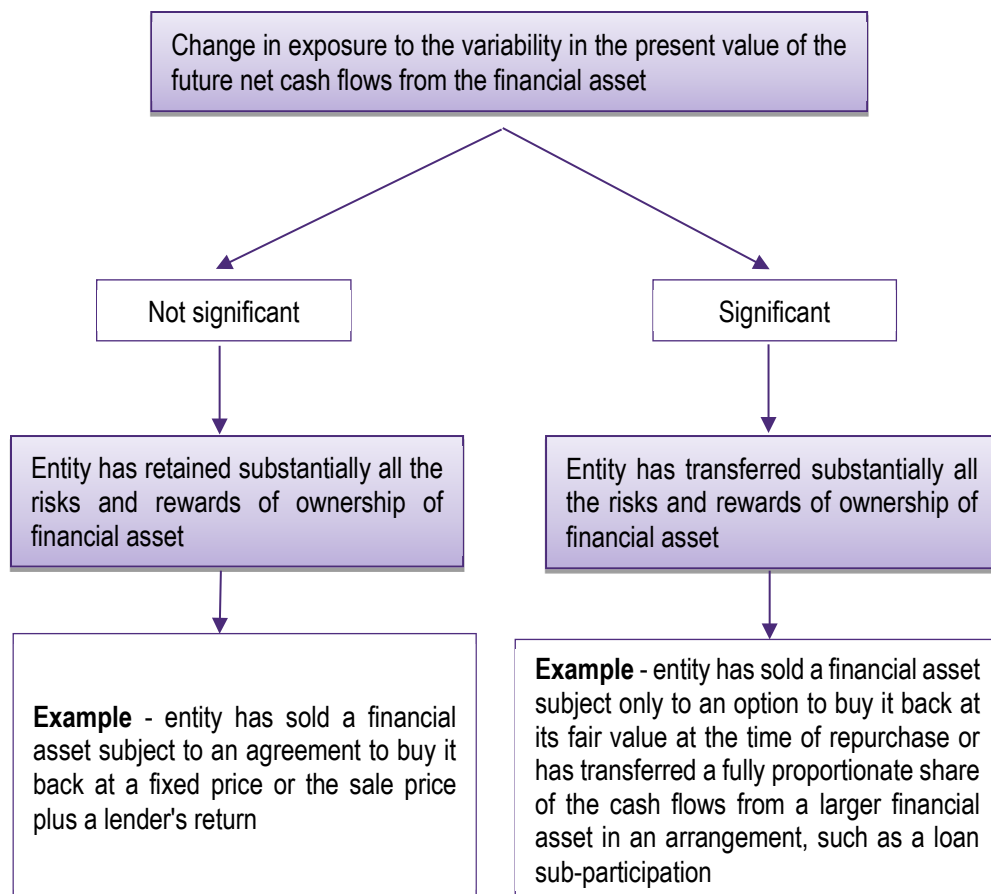 Change in exposure to the variability in the present value of the
future net cash flows from the financial asset
Not significant
Significant
Entity has retained substantially all the
risks and rewards of ownership of
financial asset
Entity has transferred substantially all
the risks and rewards of ownership of
financial asset
Example - entity has sold a financial
asset subject to an agreement to buy it
back at a fixed price or the sale price
plus a lender's return
Example - entity has sold a financial asset
subject only to an option to buy it back at
its fair value at the time of repurchase or
has transferred a fully proportionate share
of the cash flows from a larger financial
asset in an arrangement, such as a loan
sub-participation